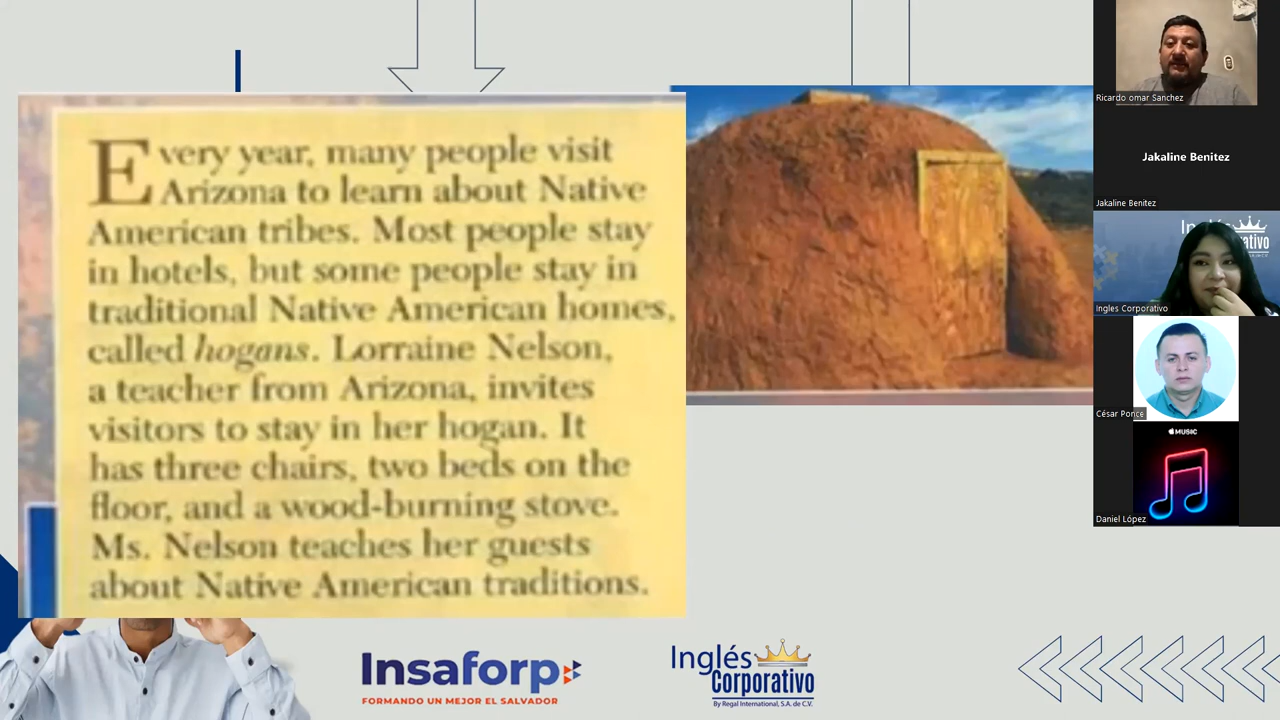 Every year, many people visit
Arizona to learn about Native
American tribes. Most people stay
in hotels, but some people stay in
traditional Native American homes,
called hogans. Lorraine Nelson,
a teacher from Arizona, invites
visitors to stay in her hogan. It
has three chairs, two beds on the
floor, and a wood-burning stove.
Ms. Nelson teaches her guests
about Native American traditions.
Insaforp
FORMANDO UN MEJOR EL SALVADOR
Inglés
Corporativo
By Regal International, S.A. de C.V.
Ricardo omar Sanchez
Jakaline Benitez
Jakaline Benitez
Ingles Corporativo
César Ponce
MUSIC
Daniel López